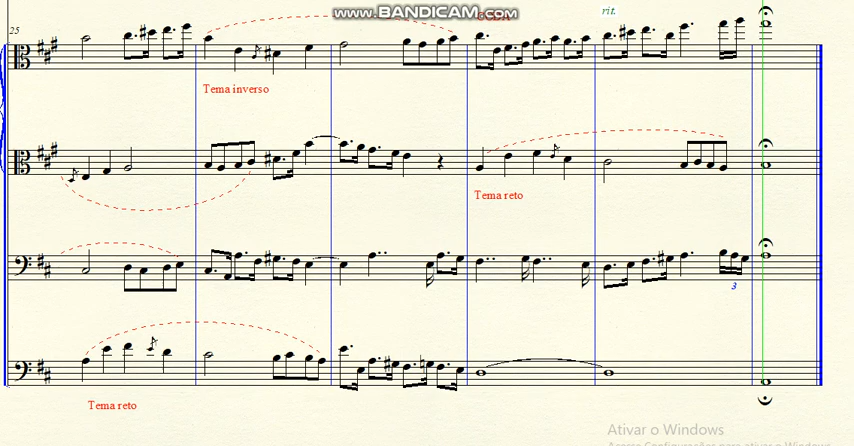 www.BANDICAM.com
rit.
25
Tema inverso
Tema reto
3
Tema reto
Ativar o Windows